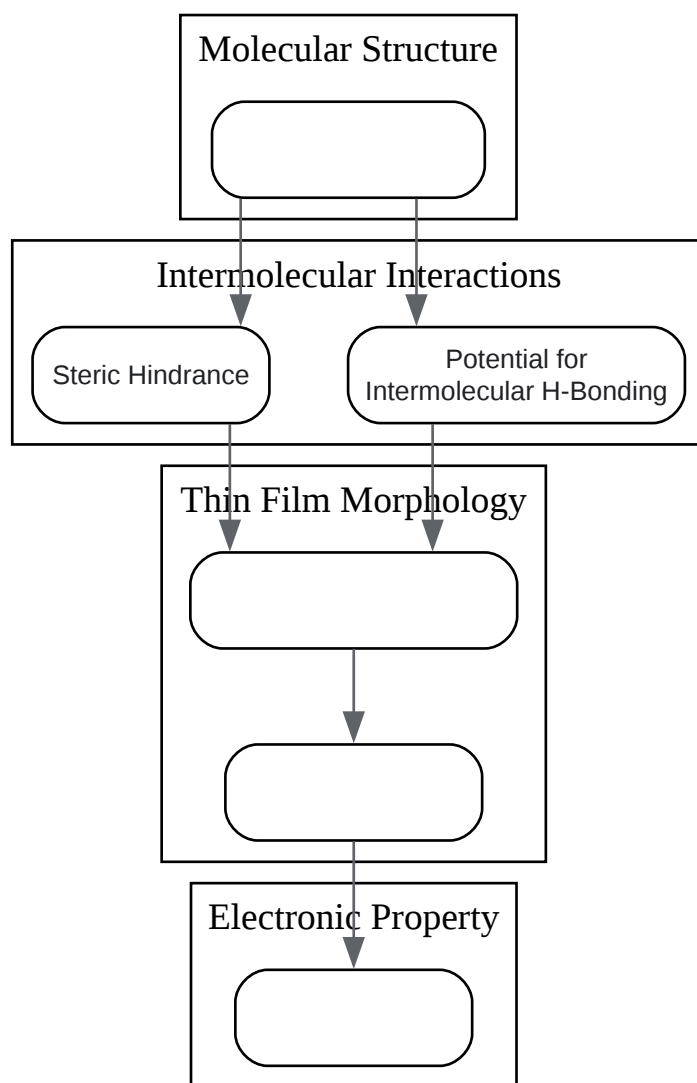 Molecular Structure
Intermolecular Interactions
Steric Hindrance
Potential for
Intermolecular H-Bonding
Thin Film Morphology
Electronic Property